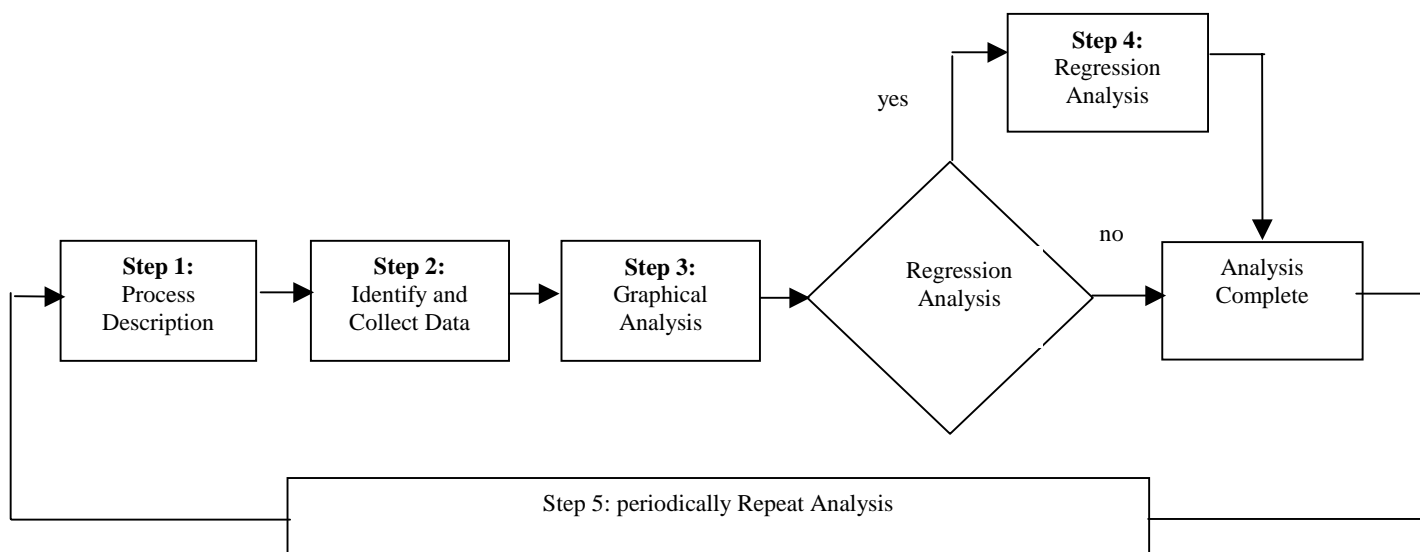 Step 1:
Process
Description
Step 2:
Identify and
Collect Data
Step 3:
Graphical
Analysis
Regression
Analysis
yes
Step 4:
Regression
Analysis
no
Analysis
Complete
Step 5: periodically Repeat Analysis